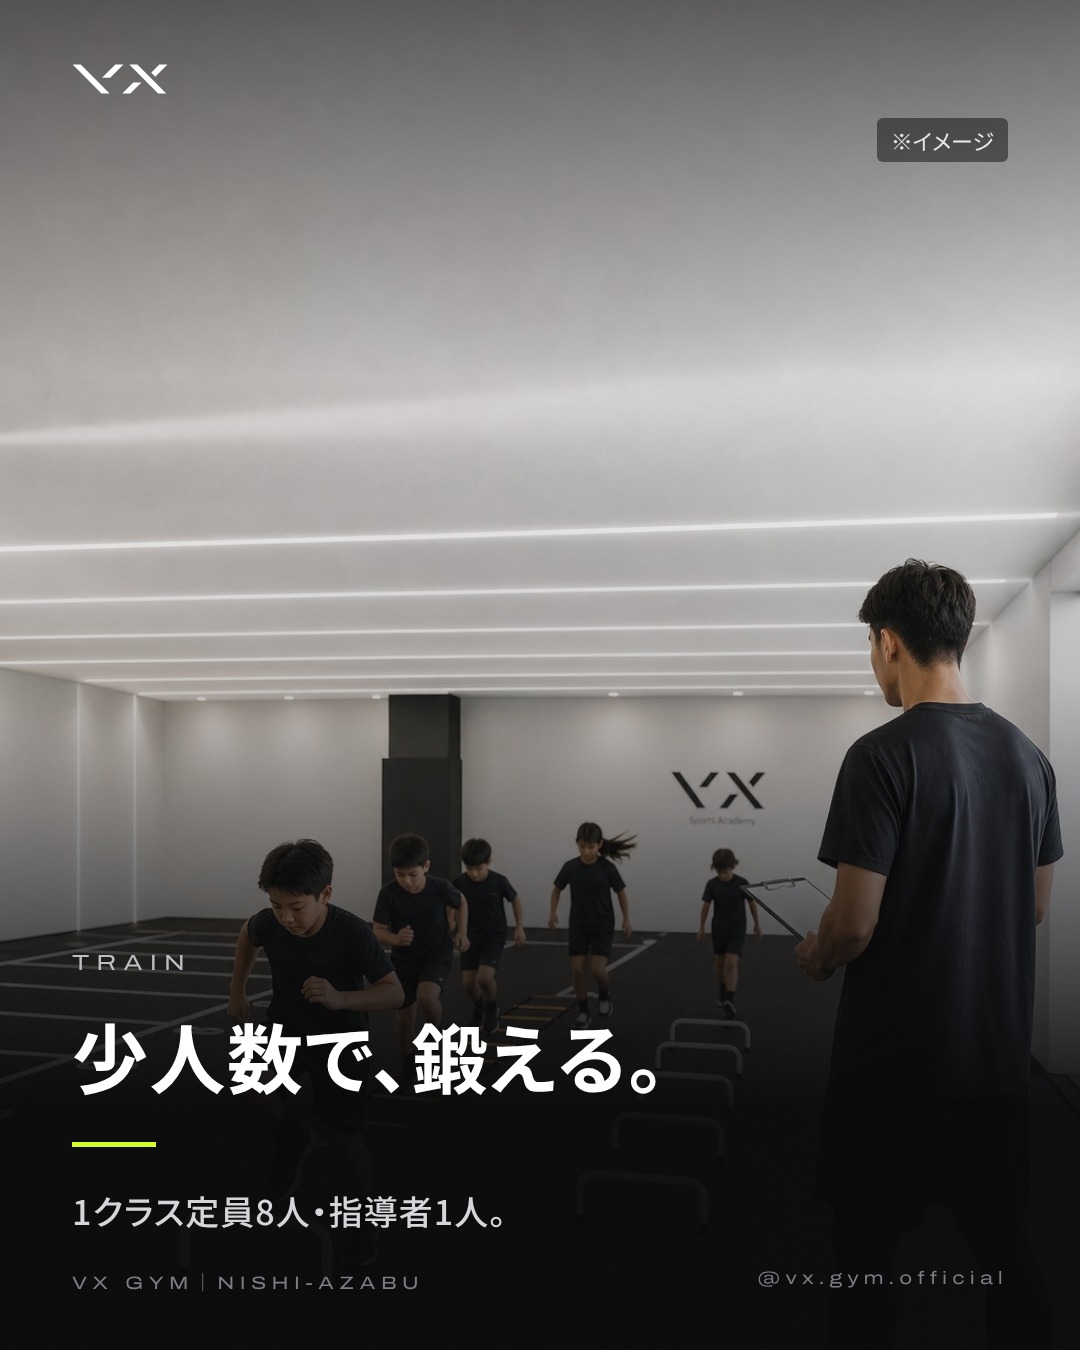 VX
※イメージ
VX
Sports Academy
TRAIN
少人数で、鍛える。
1クラス定員8人・指導者1人。
VX GYM | NISHI-AZABU
@vx.gym.official